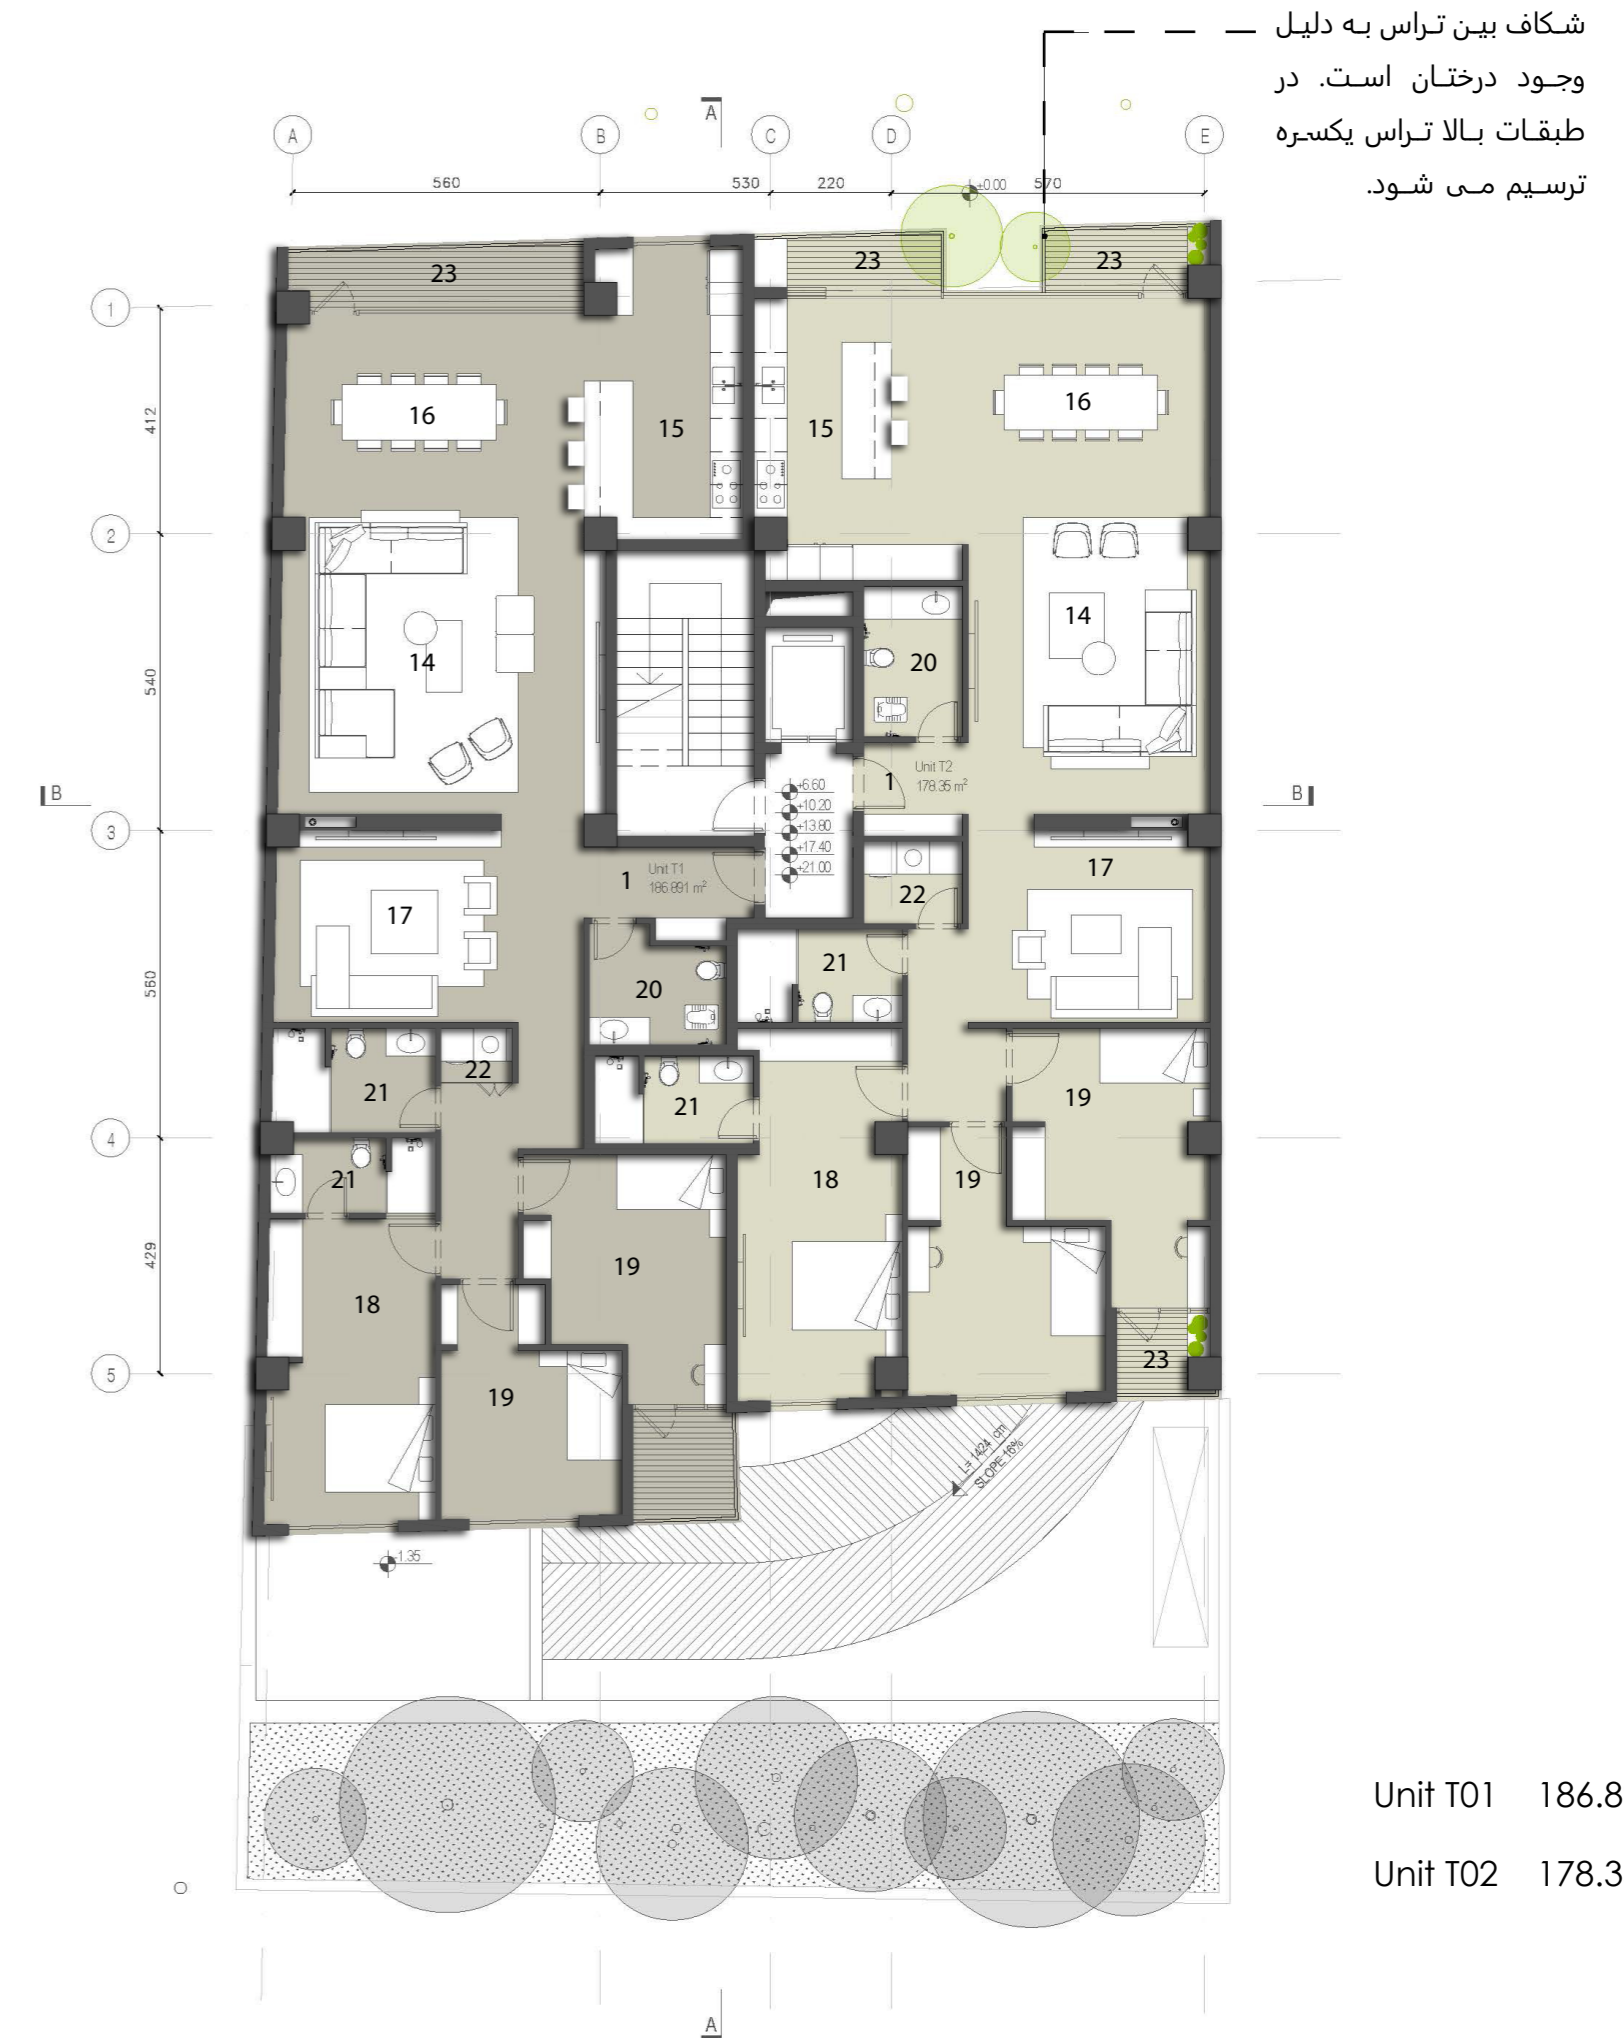 شکاف بین تراس به دلیل
وجود درختان است. در
طبقات بالا تراس یکسره
ترسیم می شود.
A
A B C D E
560 530 220 570
±0.00
23 23 23
1
412
16 15 15 16
2
540
14 14
20
Unit T2
1 178.35 m²
B B
+6.60
+10.20
+13.80
+17.40
+21.00
3
Unit T1
1 186.891 m²
17 22 17
560
20 21
22
21 21 19
4
21 18 19
429
19
18
5
19 23
L= 1424 cm
SLOPE 16%
-1.35
Unit T01 186.8
Unit T02 178.3
A